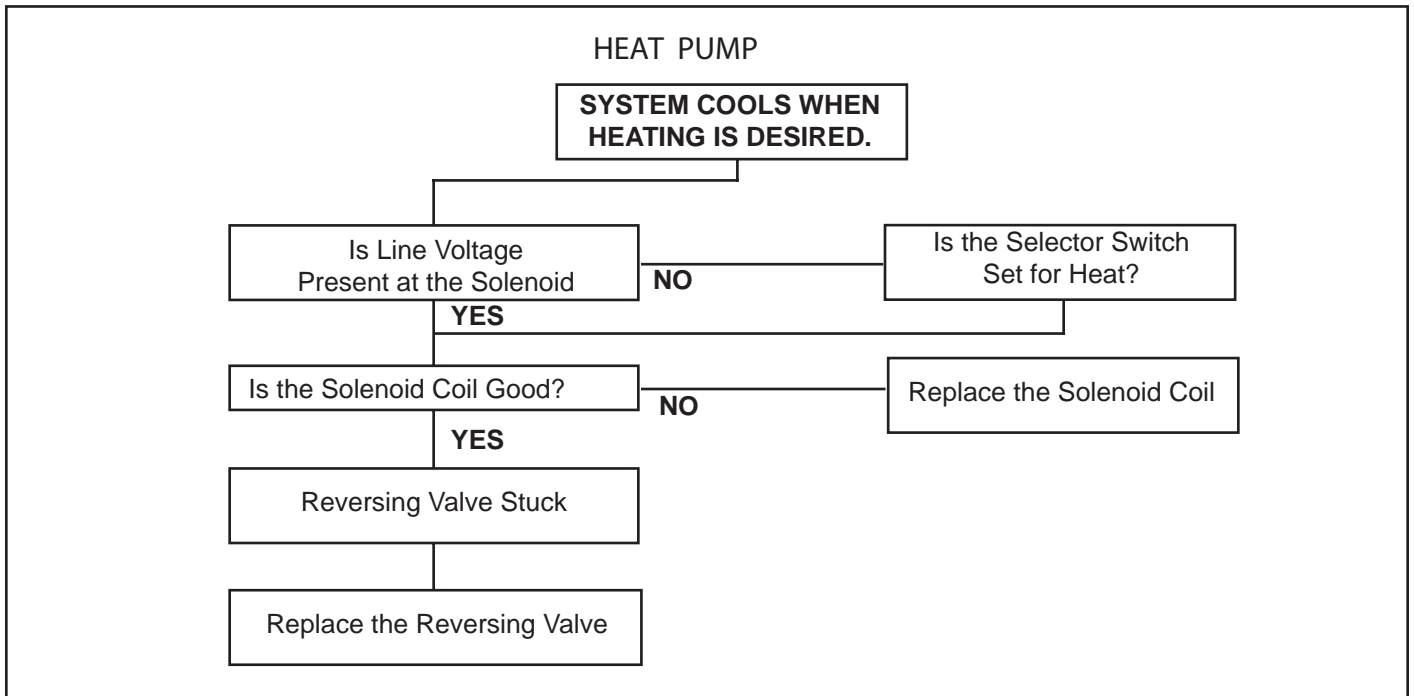 HEAT PUMP
SYSTEM COOLS WHEN
HEATING IS DESIRED.
Is Line Voltage
Present at the Solenoid
NO
Is the Selector Switch
Set for Heat?
YES
Is the Solenoid Coil Good?
NO
Replace the Solenoid Coil
YES
Reversing Valve Stuck
Replace the Reversing Valve